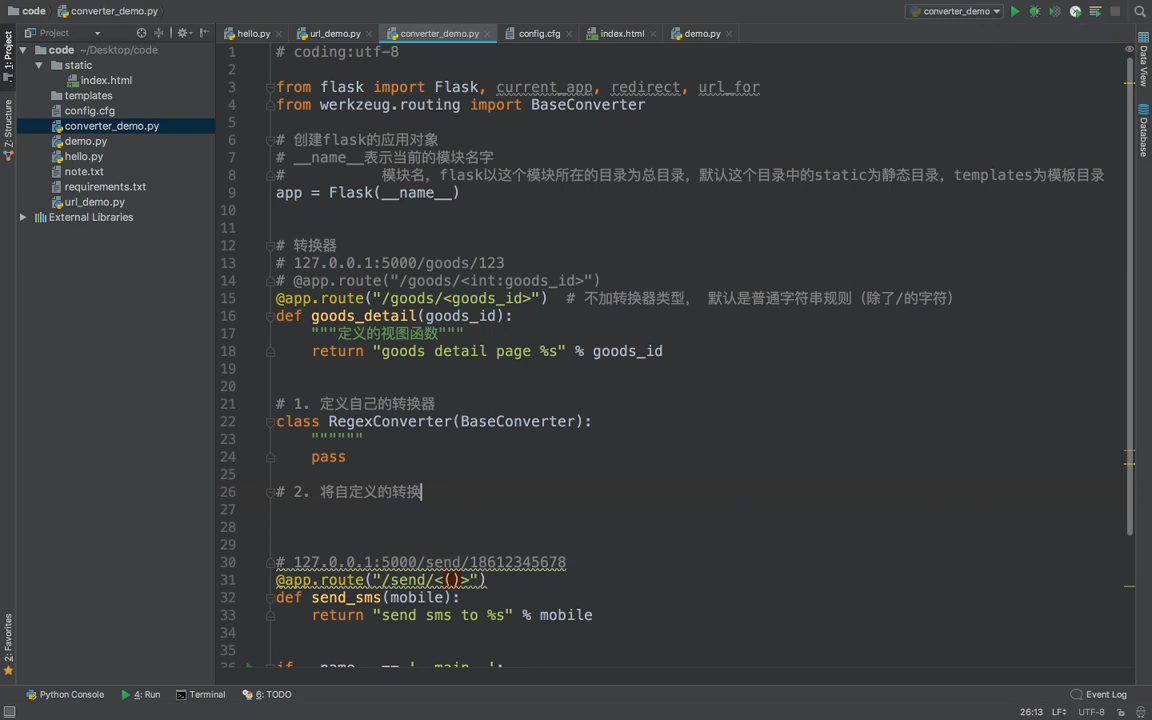 code
converter_demo.py
converter_demo
1: Project
Project
hello.py
url_demo.py
converter_demo.py
config.cfg
index.html
demo.py
code ~/Desktop/code
static
index.html
templates
config.cfg
converter_demo.py
demo.py
hello.py
note.txt
requirements.txt
url_demo.py
External Libraries
7: Structure
2: Favorites
Data View
Database
1 # coding:utf-8
2
3 from flask import Flask, current_app, redirect, url_for
4 from werkzeug.routing import BaseConverter
5
6 # 创建flask的应用对象
7 # __name__表示当前的模块名字
8 # 模块名，flask以这个模块所在的目录为总目录，默认这个目录中的static为静态目录，templates为模板目录
9 app = Flask(__name__)
10
11
12 # 转换器
13 # 127.0.0.1:5000/goods/123
14 # @app.route("/goods/<int:goods_id>")
15 @app.route("/goods/<goods_id>") # 不加转换器类型， 默认是普通字符串规则（除了/的字符）
16 def goods_detail(goods_id):
17 """定义的视图函数"""
18 return "goods detail page %s" % goods_id
19
20
21 # 1. 定义自己的转换器
22 class RegexConverter(BaseConverter):
23 """"""
24 pass
25
26 # 2. 将自定义的转换
27
28
29
30 # 127.0.0.1:5000/send/18612345678
31 @app.route("/send/<()>")
32 def send_sms(mobile):
33 return "send sms to %s" % mobile
34
35
36 if __name__ == '__main__':
Python Console
4: Run
Terminal
6: TODO
Event Log
26:13
LF
UTF-8